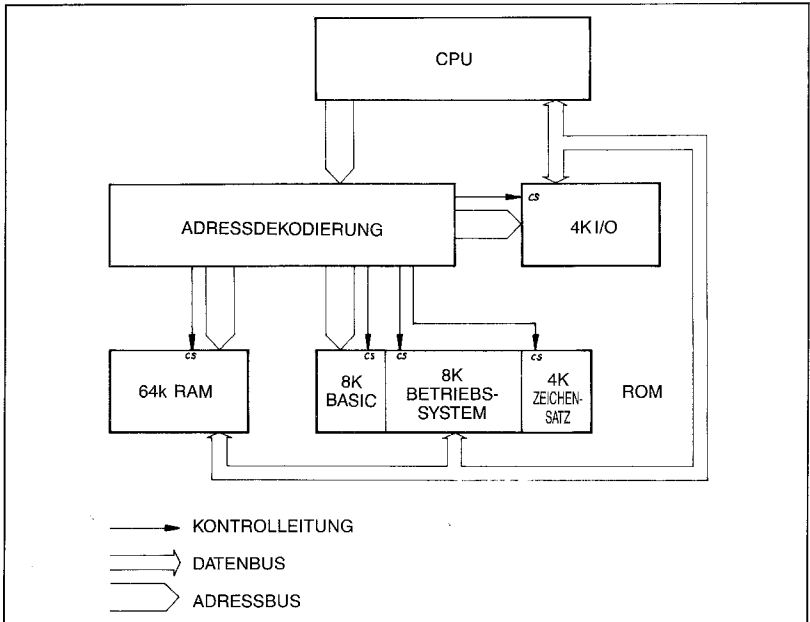 CPU
ADRESSDEKODIERUNG
cs
4K I/O
cs
64k RAM
cs
8K
BASIC
cs
8K
BETRIEBS-
SYSTEM
cs
4K
ZEICHEN-
SATZ
ROM
KONTROLLEITUNG
DATENBUS
ADRESSBUS